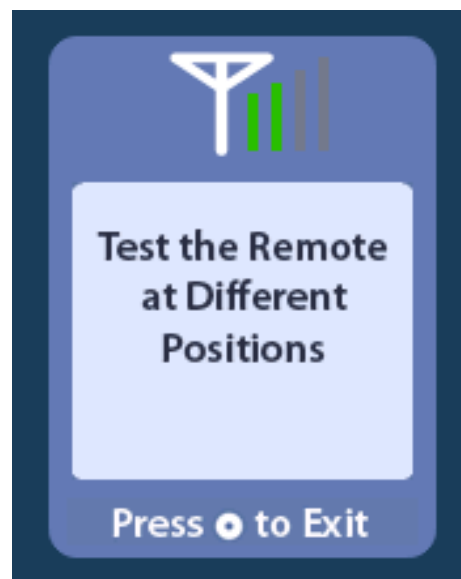 Test the Remote
at Different
Positions
Press to Exit